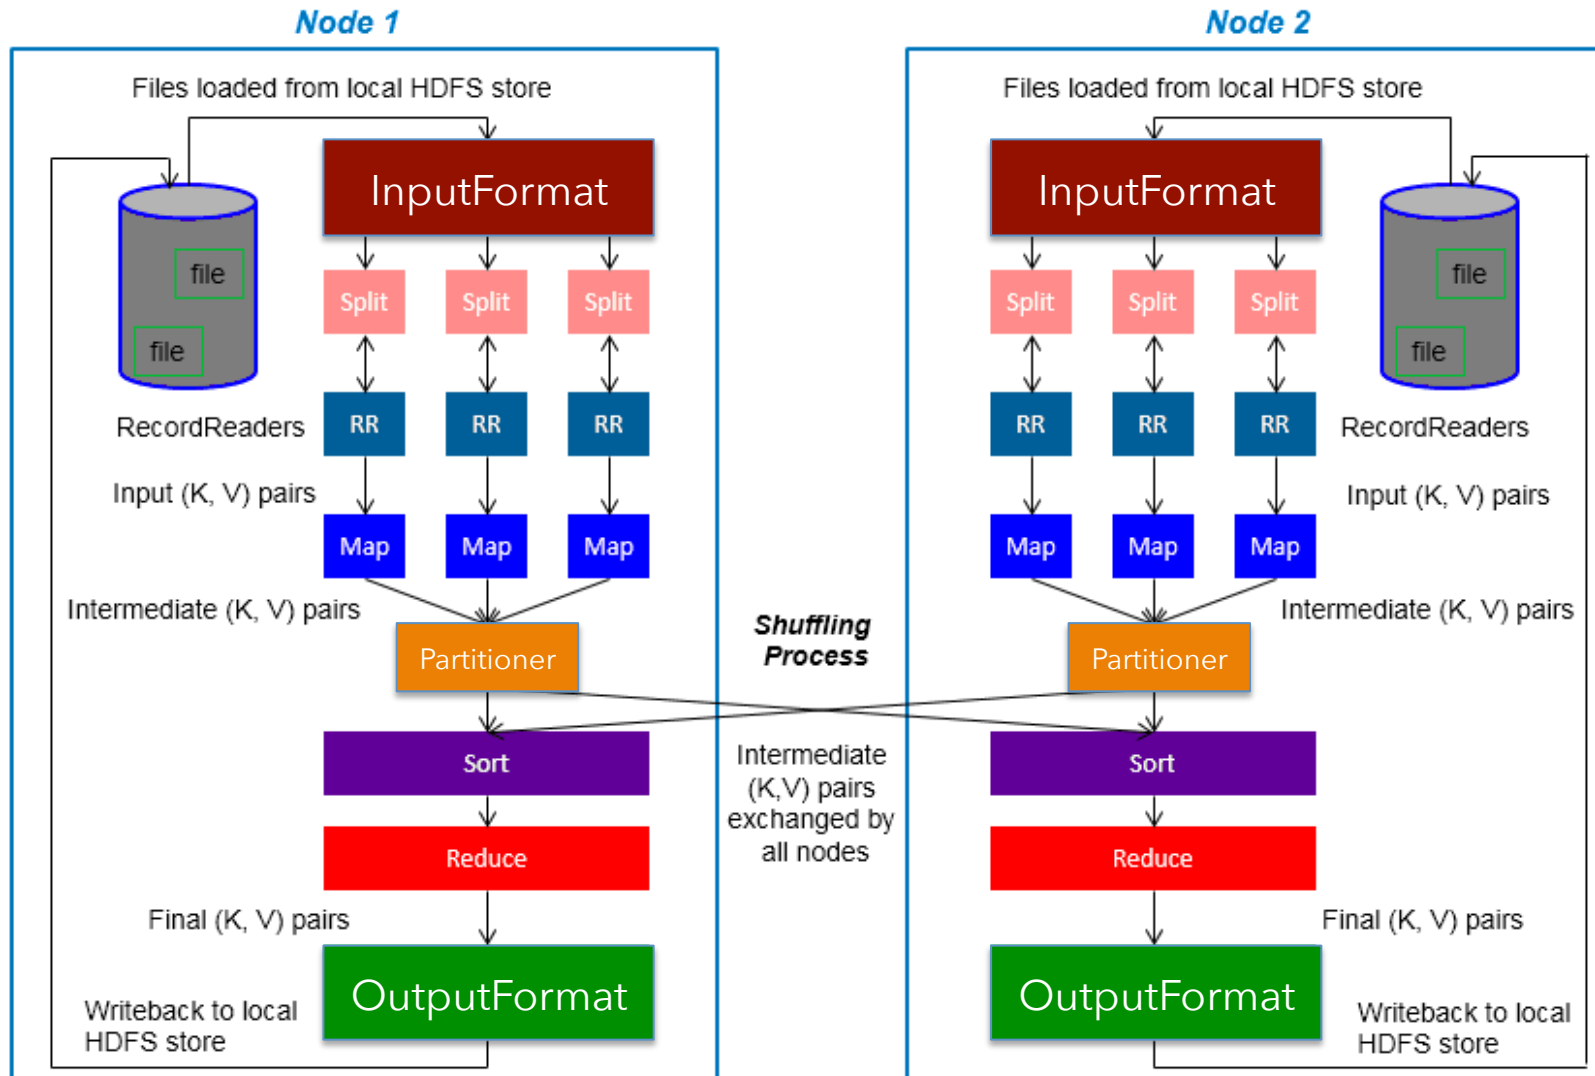 Node 1
Files loaded from local HDFS store
InputFormat
file
file
Split Split Split
RecordReaders
RR RR RR
Input (K, V) pairs
Map Map Map
Intermediate (K, V) pairs
Partitioner
Sort
Reduce
Final (K, V) pairs
OutputFormat
Writeback to local
HDFS store
Shuffling
Process
Intermediate
(K,V) pairs
exchanged by
all nodes
Node 2
Files loaded from local HDFS store
InputFormat
file
file
Split Split Split
RR RR RR
RecordReaders
Input (K, V) pairs
Map Map Map
Intermediate (K, V) pairs
Partitioner
Sort
Reduce
Final (K, V) pairs
OutputFormat
Writeback to local
HDFS store